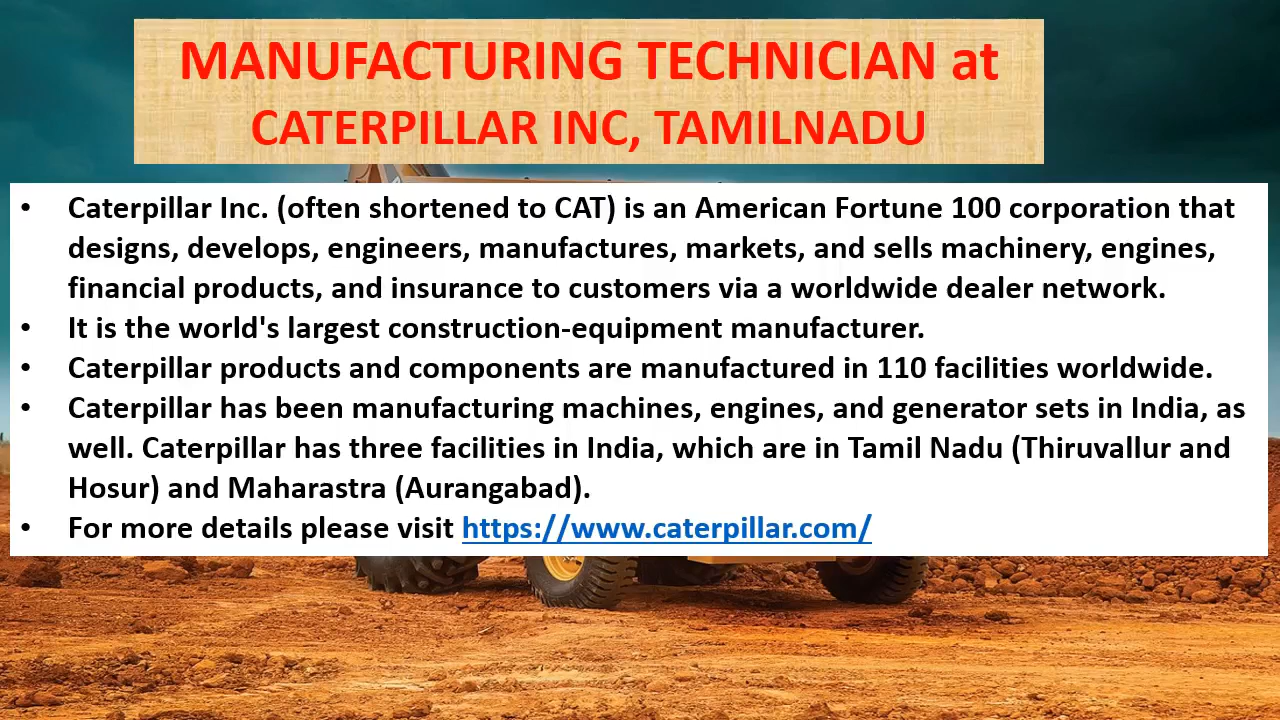 MANUFACTURING TECHNICIAN at
CATERPILLAR INC, TAMILNADU
• Caterpillar Inc. (often shortened to CAT) is an American Fortune 100 corporation that
designs, develops, engineers, manufactures, markets, and sells machinery, engines,
financial products, and insurance to customers via a worldwide dealer network.
• It is the world's largest construction-equipment manufacturer.
• Caterpillar products and components are manufactured in 110 facilities worldwide.
• Caterpillar has been manufacturing machines, engines, and generator sets in India, as
well. Caterpillar has three facilities in India, which are in Tamil Nadu (Thiruvallur and
Hosur) and Maharastra (Aurangabad).
• For more details please visit https://www.caterpillar.com/